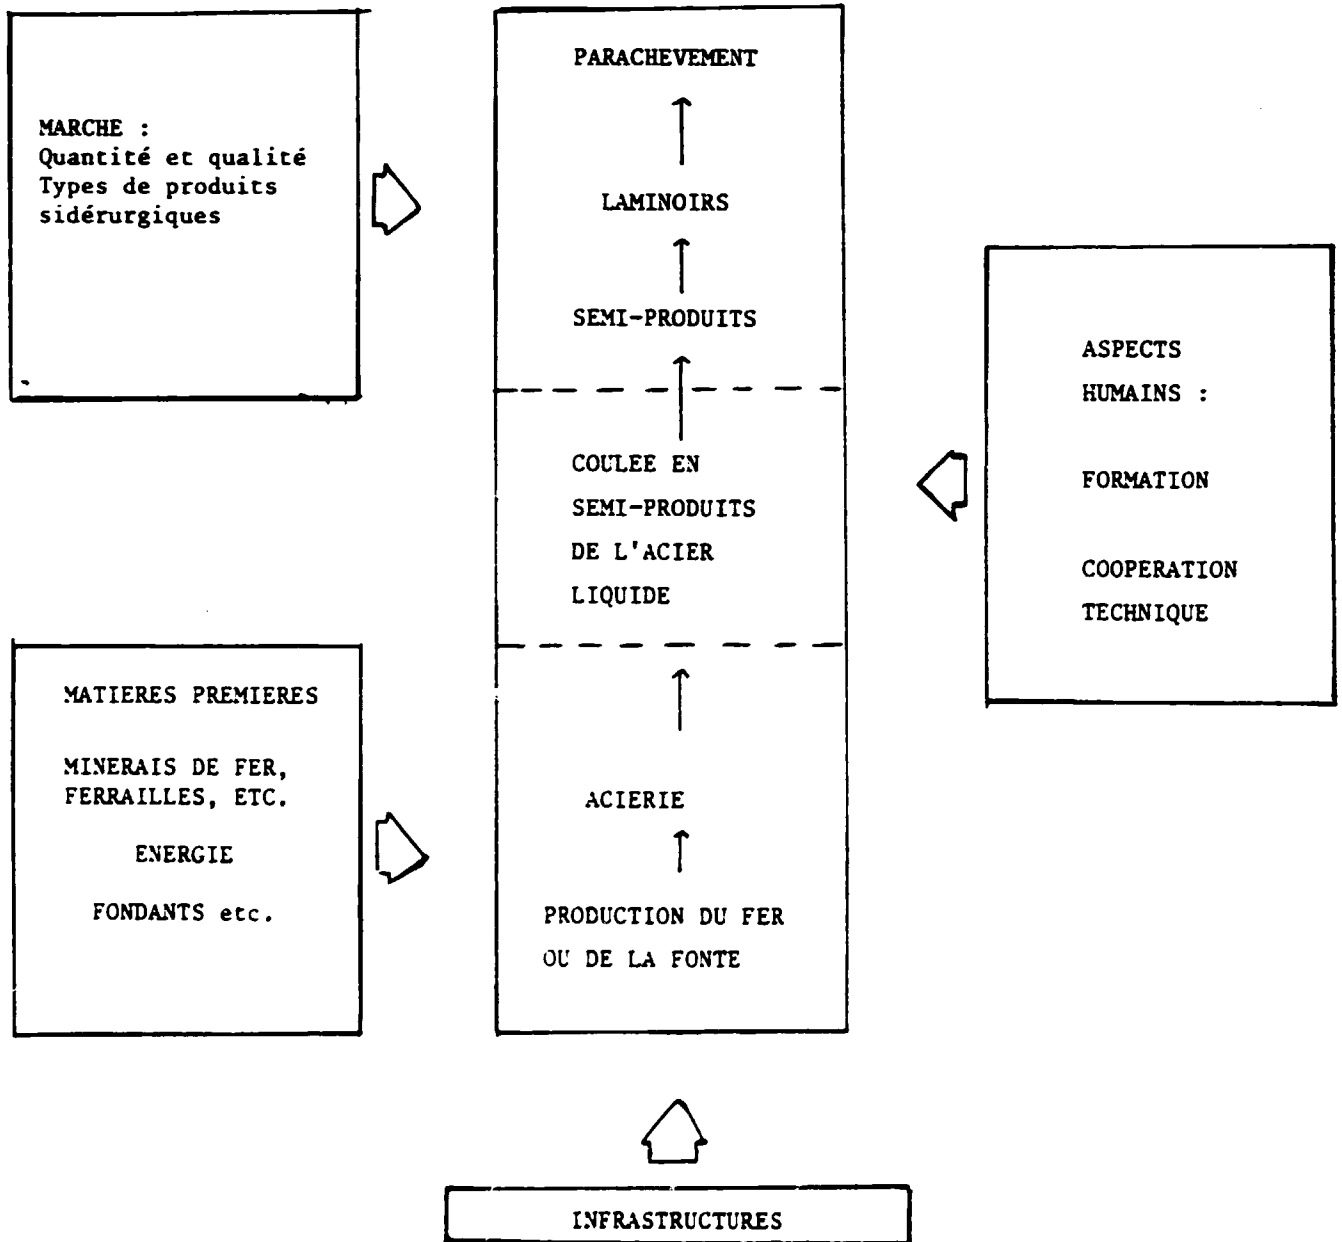 MARCHE :
Quantité et qualité
Types de produits
sidérurgiques
PARACHEVEMENT
LAMINOIRS
SEMI-PRODUITS
COULEE EN
SEMI-PRODUITS
DE L'ACIER
LIQUIDE
ACIERIE
PRODUCTION DU FER
OU DE LA FONTE
ASPECTS
HUMAINS :
FORMATION
COOPERATION
TECHNIQUE
MATIERES PREMIERES
MINERAIS DE FER,
FERRAILLES, ETC.
ENERGIE
FONDANTS etc.
INFRASTRUCTURES